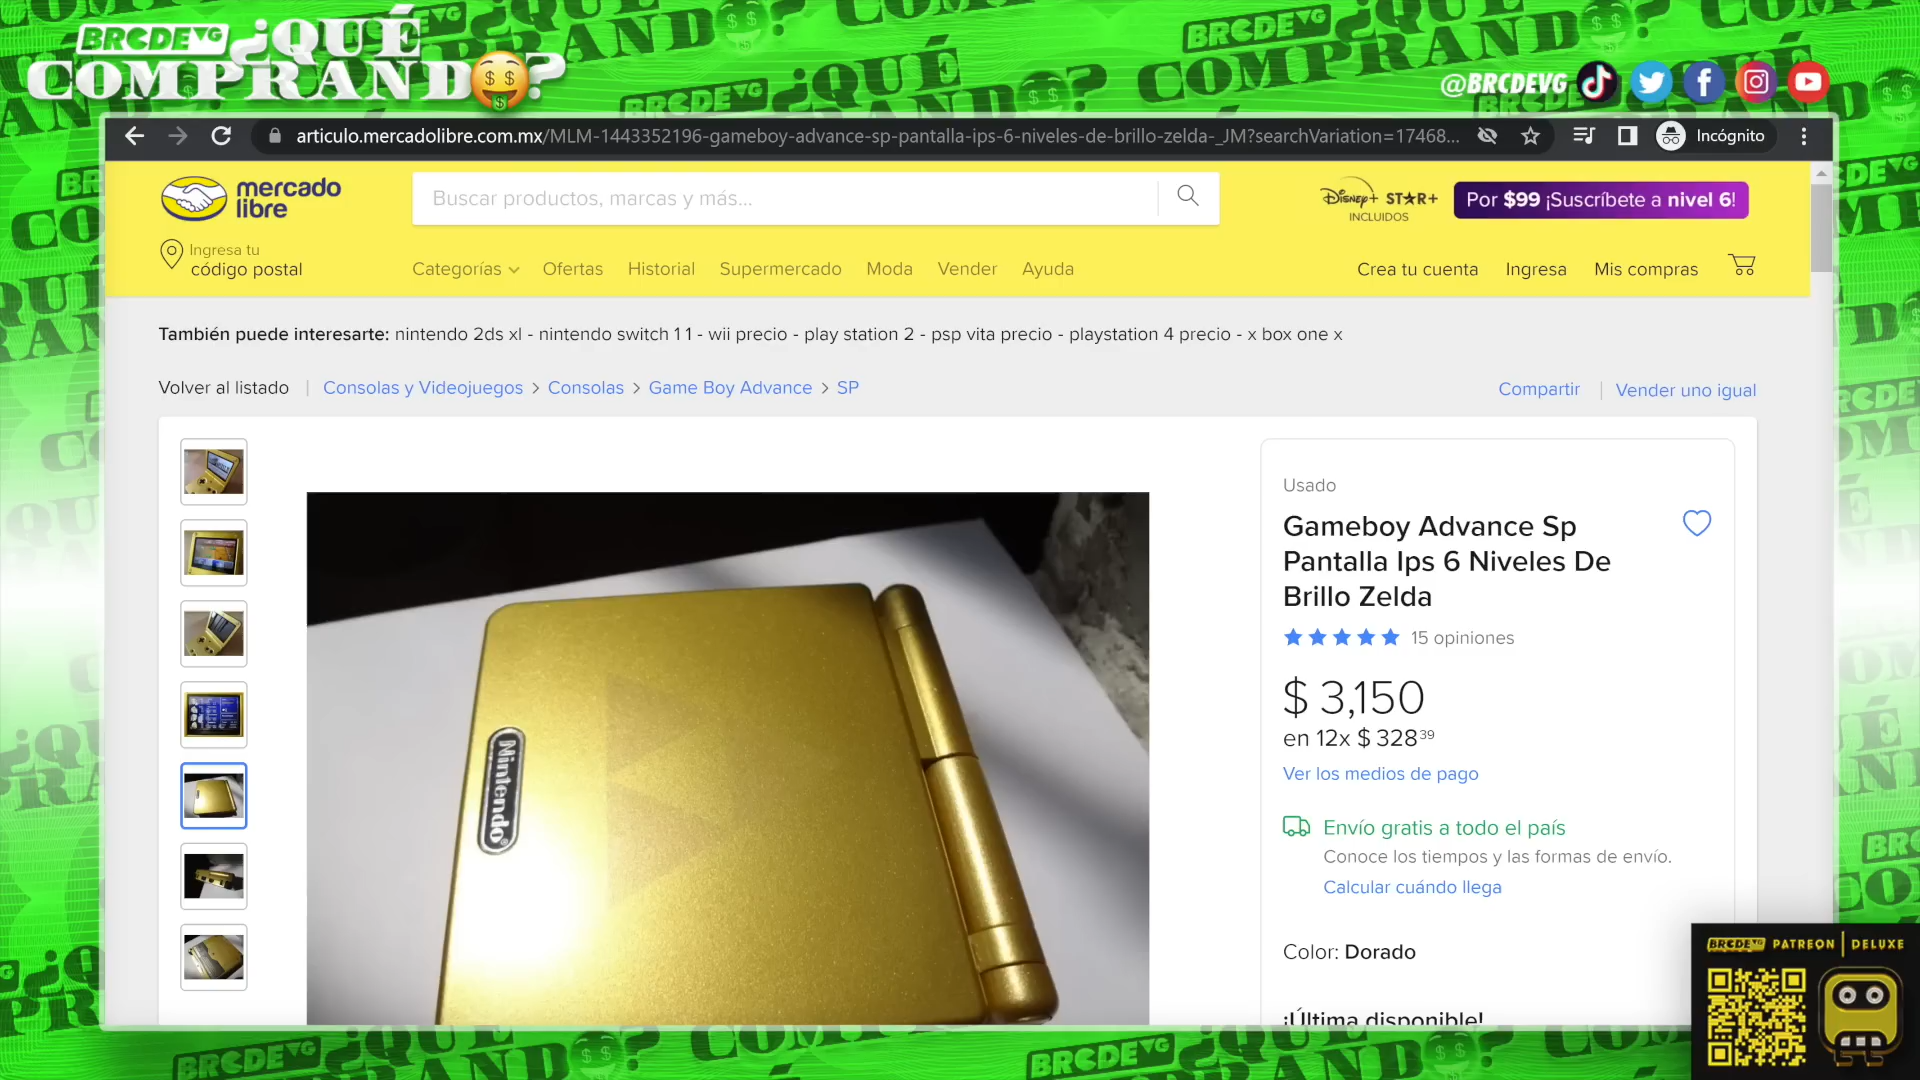 BRCDEVG ¿QUÉ
COMPRANDO?
@BRCDEVG
articulo.mercadolibre.com.mx/MLM-1443352196-gameboy-advance-sp-pantalla-ips-6-niveles-de-brillo-zelda-_JM?searchVariation=17468...
Incógnito
mercado
libre
Buscar productos, marcas y más...
Disney+ STAR+
INCLUIDOS
Por $99 ¡Suscríbete a nivel 6!
Ingresa tu
código postal
Categorías
Ofertas
Historial
Supermercado
Moda
Vender
Ayuda
Crea tu cuenta
Ingresa
Mis compras
También puede interesarte: nintendo 2ds xl - nintendo switch 1 1 - wii precio - play station 2 - psp vita precio - playstation 4 precio - x box one x
Volver al listado | Consolas y Videojuegos > Consolas > Game Boy Advance > SP
Compartir | Vender uno igual
Nintendo
Usado
Gameboy Advance Sp
Pantalla Ips 6 Niveles De
Brillo Zelda
15 opiniones
$ 3,150
en 12x $ 328 39
Ver los medios de pago
Envío gratis a todo el país
Conoce los tiempos y las formas de envío.
Calcular cuándo llega
Color: Dorado
¡Última disponible!
BRCDEVG PATREON | DELUXE